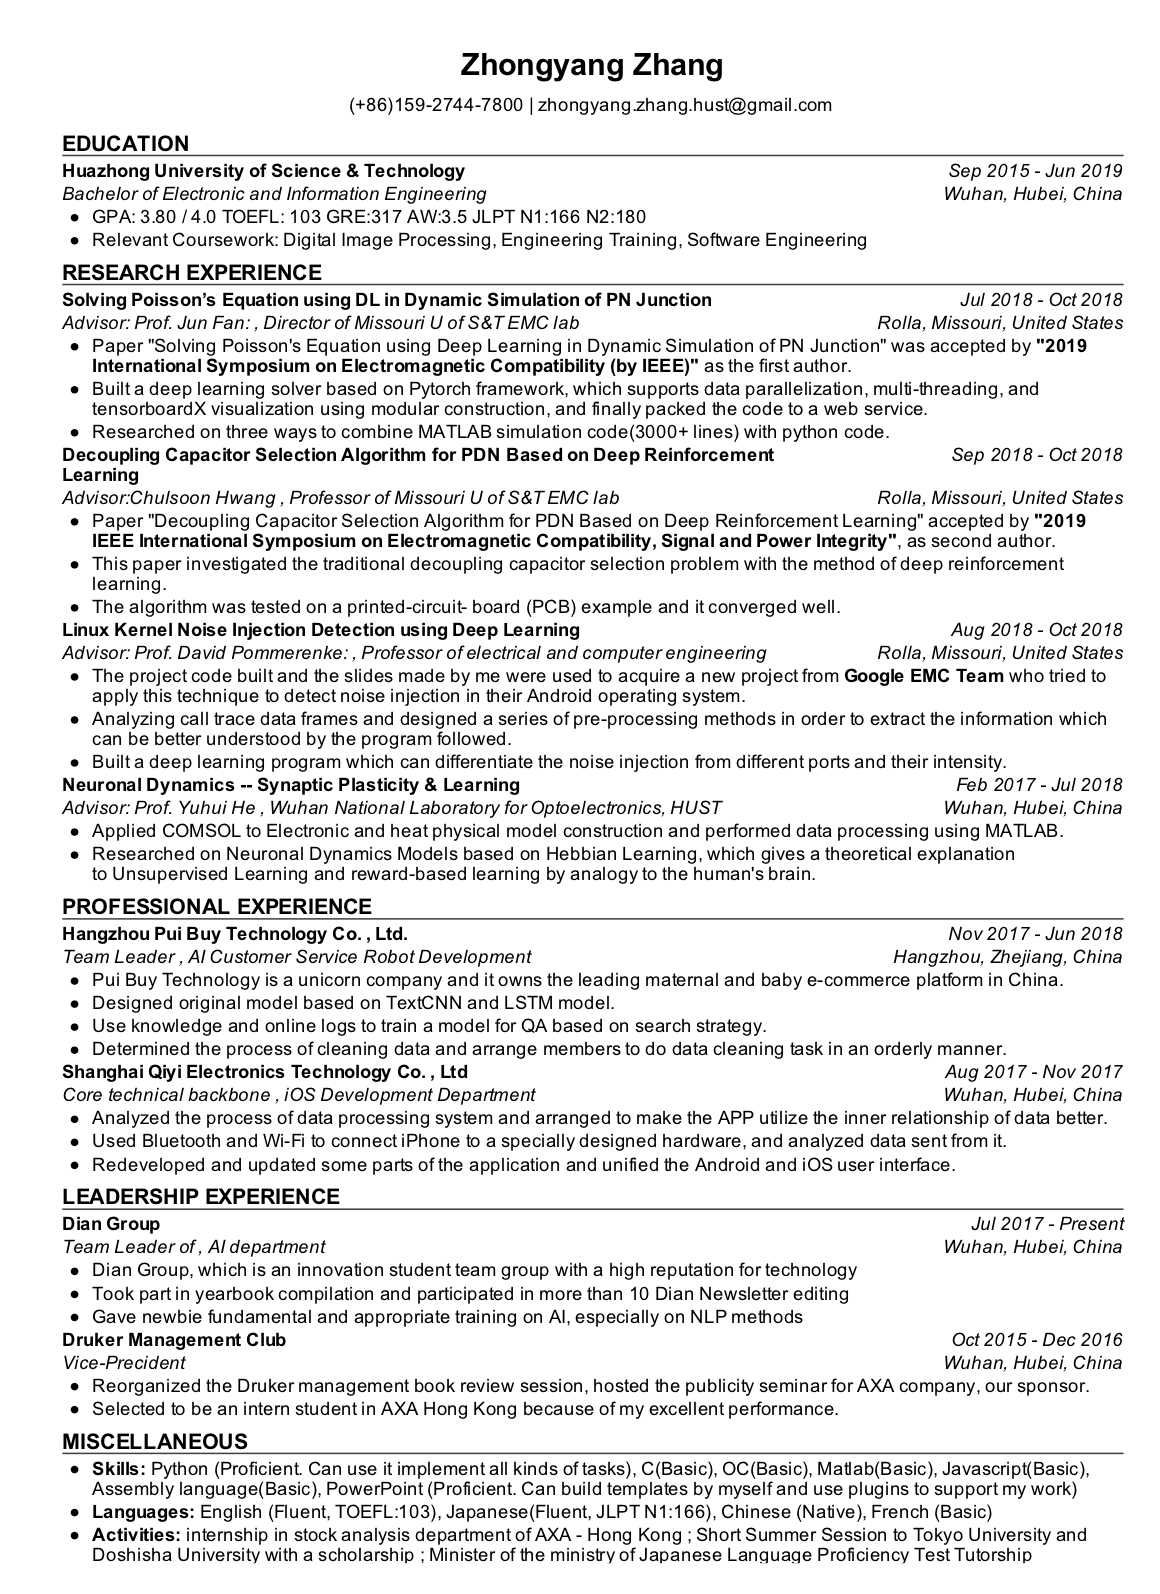 Zhongyang Zhang
(+86)159-2744-7800 | zhongyang.zhang.hust@gmail.com
EDUCATION
Huazhong University of Science & Technology Sep 2015 - Jun 2019
Bachelor of Electronic and Information Engineering Wuhan, Hubei, China
● GPA: 3.80 / 4.0 TOEFL: 103 GRE:317 AW:3.5 JLPT N1:166 N2:180
● Relevant Coursework: Digital Image Processing, Engineering Training, Software Engineering
RESEARCH EXPERIENCE
Solving Poisson’s Equation using DL in Dynamic Simulation of PN Junction Jul 2018 - Oct 2018
Advisor: Prof. Jun Fan: , Director of Missouri U of S&T EMC lab Rolla, Missouri, United States
● Paper "Solving Poisson's Equation using Deep Learning in Dynamic Simulation of PN Junction" was accepted by "2019
International Symposium on Electromagnetic Compatibility (by IEEE)" as the first author.
● Built a deep learning solver based on Pytorch framework, which supports data parallelization, multi-threading, and
tensorboardX visualization using modular construction, and finally packed the code to a web service.
● Researched on three ways to combine MATLAB simulation code(3000+ lines) with python code.
Decoupling Capacitor Selection Algorithm for PDN Based on Deep Reinforcement Sep 2018 - Oct 2018
Learning
Advisor:Chulsoon Hwang , Professor of Missouri U of S&T EMC lab Rolla, Missouri, United States
● Paper "Decoupling Capacitor Selection Algorithm for PDN Based on Deep Reinforcement Learning" accepted by "2019
IEEE International Symposium on Electromagnetic Compatibility, Signal and Power Integrity", as second author.
● This paper investigated the traditional decoupling capacitor selection problem with the method of deep reinforcement
learning.
● The algorithm was tested on a printed-circuit- board (PCB) example and it converged well.
Linux Kernel Noise Injection Detection using Deep Learning Aug 2018 - Oct 2018
Advisor: Prof. David Pommerenke: , Professor of electrical and computer engineering Rolla, Missouri, United States
● The project code built and the slides made by me were used to acquire a new project from Google EMC Team who tried to
apply this technique to detect noise injection in their Android operating system.
● Analyzing call trace data frames and designed a series of pre-processing methods in order to extract the information which
can be better understood by the program followed.
● Built a deep learning program which can differentiate the noise injection from different ports and their intensity.
Neuronal Dynamics -- Synaptic Plasticity & Learning Feb 2017 - Jul 2018
Advisor: Prof. Yuhui He , Wuhan National Laboratory for Optoelectronics, HUST Wuhan, Hubei, China
● Applied COMSOL to Electronic and heat physical model construction and performed data processing using MATLAB.
● Researched on Neuronal Dynamics Models based on Hebbian Learning, which gives a theoretical explanation
to Unsupervised Learning and reward-based learning by analogy to the human's brain.
PROFESSIONAL EXPERIENCE
Hangzhou Pui Buy Technology Co. , Ltd. Nov 2017 - Jun 2018
Team Leader , AI Customer Service Robot Development Hangzhou, Zhejiang, China
● Pui Buy Technology is a unicorn company and it owns the leading maternal and baby e-commerce platform in China.
● Designed original model based on TextCNN and LSTM model.
● Use knowledge and online logs to train a model for QA based on search strategy.
● Determined the process of cleaning data and arrange members to do data cleaning task in an orderly manner.
Shanghai Qiyi Electronics Technology Co. , Ltd Aug 2017 - Nov 2017
Core technical backbone , iOS Development Department Wuhan, Hubei, China
● Analyzed the process of data processing system and arranged to make the APP utilize the inner relationship of data better.
● Used Bluetooth and Wi-Fi to connect iPhone to a specially designed hardware, and analyzed data sent from it.
● Redeveloped and updated some parts of the application and unified the Android and iOS user interface.
LEADERSHIP EXPERIENCE
Dian Group Jul 2017 - Present
Team Leader of , AI department Wuhan, Hubei, China
● Dian Group, which is an innovation student team group with a high reputation for technology
● Took part in yearbook compilation and participated in more than 10 Dian Newsletter editing
● Gave newbie fundamental and appropriate training on AI, especially on NLP methods
Druker Management Club Oct 2015 - Dec 2016
Vice-Precident Wuhan, Hubei, China
● Reorganized the Druker management book review session, hosted the publicity seminar for AXA company, our sponsor.
● Selected to be an intern student in AXA Hong Kong because of my excellent performance.
MISCELLANEOUS
● Skills: Python (Proficient. Can use it implement all kinds of tasks), C(Basic), OC(Basic), Matlab(Basic), Javascript(Basic),
Assembly language(Basic), PowerPoint (Proficient. Can build templates by myself and use plugins to support my work)
● Languages: English (Fluent, TOEFL:103), Japanese(Fluent, JLPT N1:166), Chinese (Native), French (Basic)
● Activities: internship in stock analysis department of AXA - Hong Kong ; Short Summer Session to Tokyo University and
Doshisha University with a scholarship ; Minister of the ministry of Japanese Language Proficiency Test Tutorship